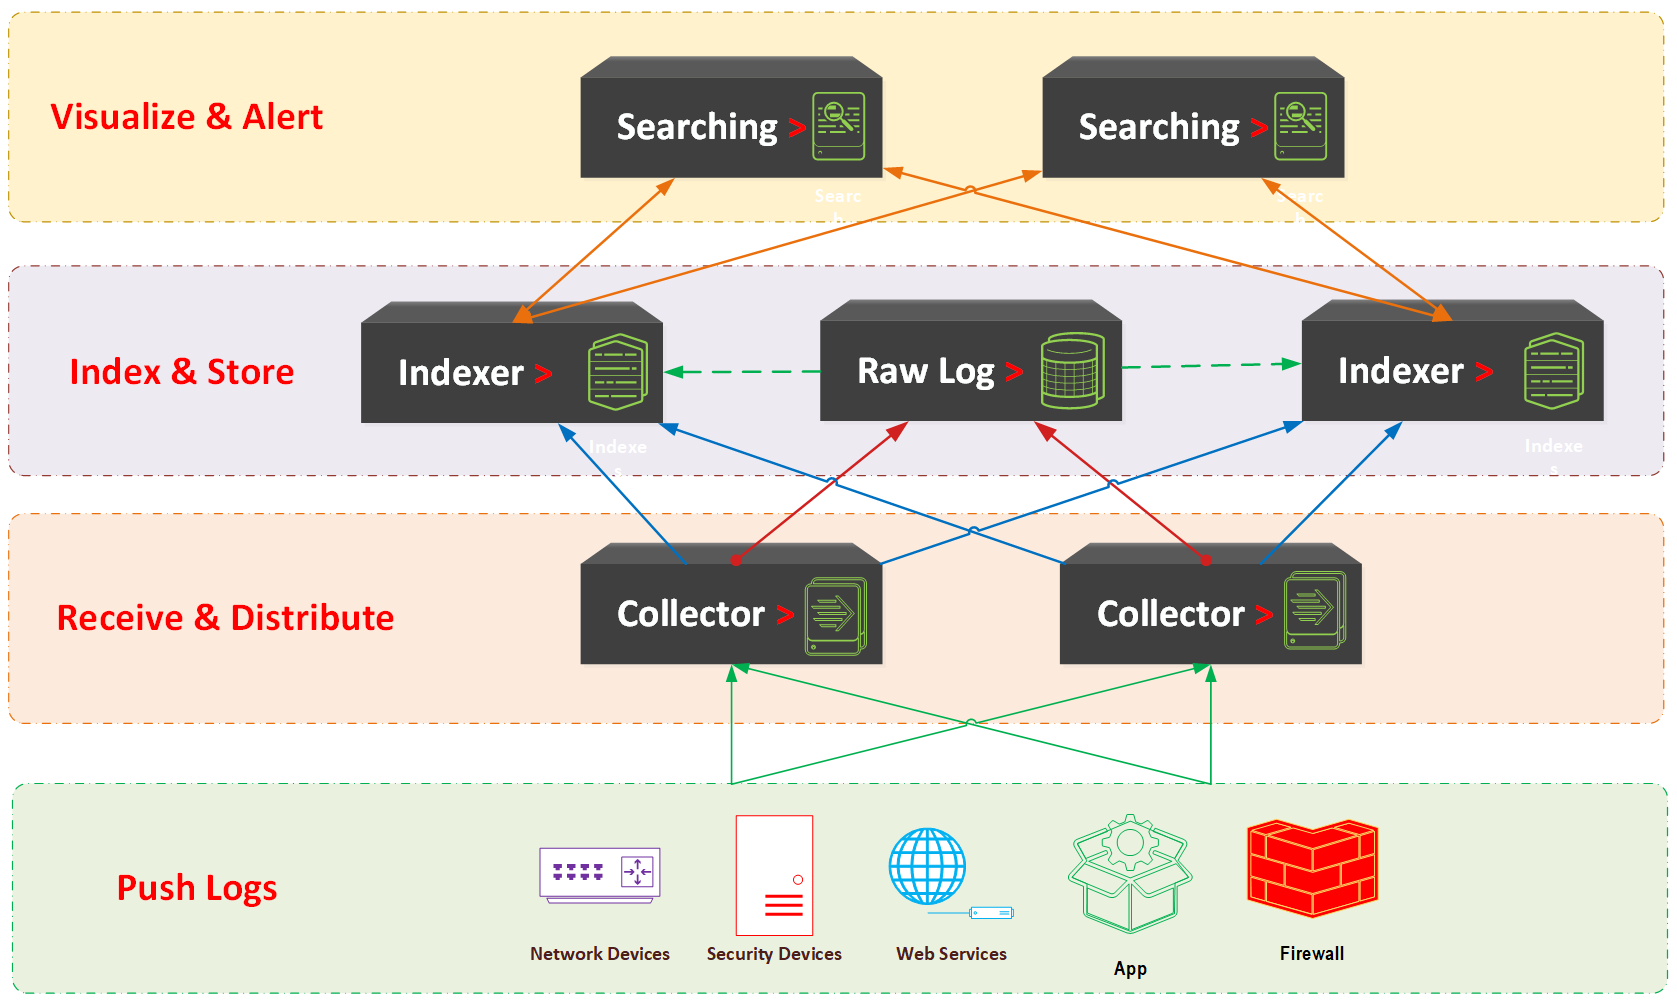 Visualize & Alert
Searching >
Searching >
Searc
h
Searc
h
Index & Store
Indexer >
Raw Log >
Indexer >
Indexe
s
Indexe
s
Receive & Distribute
Collector >
Collector >
Push Logs
Network Devices
Security Devices
Web Services
App
Firewall